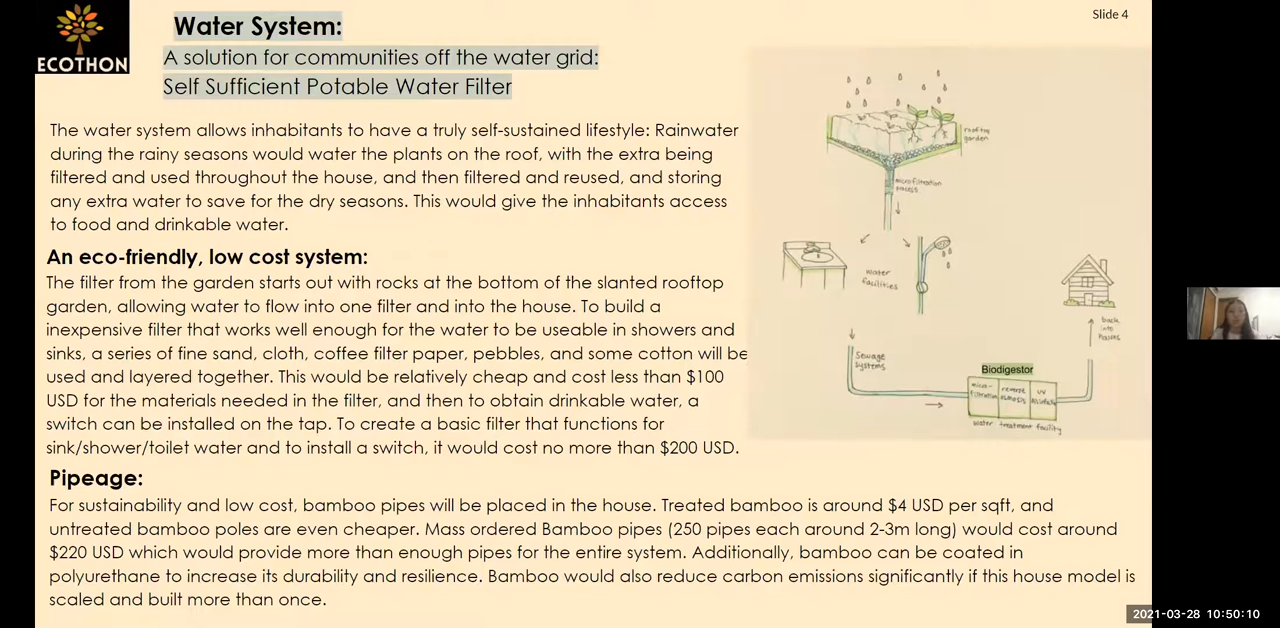 Slide 4
ECOTHON
Water System:
A solution for communities off the water grid:
Self Sufficient Potable Water Filter
The water system allows inhabitants to have a truly self-sustained lifestyle: Rainwater
during the rainy seasons would water the plants on the roof, with the extra being
filtered and used throughout the house, and then filtered and reused, and storing
any extra water to save for the dry seasons. This would give the inhabitants access
to food and drinkable water.
An eco-friendly, low cost system:
The filter from the garden starts out with rocks at the bottom of the slanted rooftop
garden, allowing water to flow into one filter and into the house. To build a
inexpensive filter that works well enough for the water to be useable in showers and
sinks, a series of fine sand, cloth, coffee filter paper, pebbles, and some cotton will be
used and layered together. This would be relatively cheap and cost less than $100
USD for the materials needed in the filter, and then to obtain drinkable water, a
switch can be installed on the tap. To create a basic filter that functions for
sink/shower/toilet water and to install a switch, it would cost no more than $200 USD.
Pipeage:
For sustainability and low cost, bamboo pipes will be placed in the house. Treated bamboo is around $4 USD per sqft, and
untreated bamboo poles are even cheaper. Mass ordered Bamboo pipes (250 pipes each around 2-3m long) would cost around
$220 USD which would provide more than enough pipes for the entire system. Additionally, bamboo can be coated in
polyurethane to increase its durability and resilience. Bamboo would also reduce carbon emissions significantly if this house model is
scaled and built more than once.
rooftop
garden
microfiltration
process
water
facilities
back
into
houses
Sewage
systems
Biodigestor
micro-
filtration
reverse
osmosis
UV
water treatment facility
2021-03-28 10:50:10